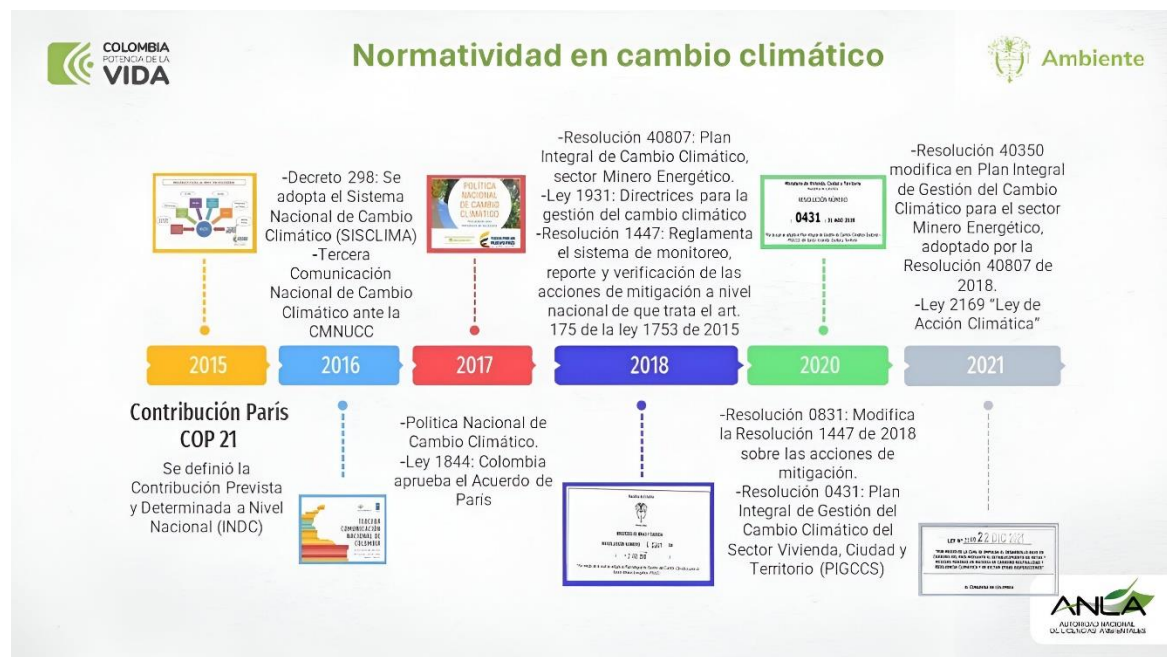 COLOMBIA
POTENCIA DE LA
VIDA
Normatividad en cambio climático
Ambiente
-Decreto 298: Se
adopta el Sistema
Nacional de Cambio
Climático (SISCLIMA)
-Tercera
Comunicación
Nacional de Cambio
Climático ante la
CMNUCC
POLÍTICA
NACIONAL
DE CAMBIO
CLIMÁTICO
-Resolución 40807: Plan
Integral de Cambio Climático,
sector Minero Energético.
-Ley 1931: Directrices para la
gestión del cambio climático
-Resolución 1447: Reglamenta
el sistema de monitoreo,
reporte y verificación de las
acciones de mitigación a nivel
nacional de que trata el art.
175 de la ley 1753 de 2015
Ministerio de Vivienda, Ciudad y Territorio
RESOLUCIÓN NÚMERO
0431
-Resolución 40350
modifica en Plan Integral
de Gestión del Cambio
Climático para el sector
Minero Energético,
adoptado por la
Resolución 40807 de
2018.
-Ley 2169 “Ley de
Acción Climática”
2015
2016
2017
2018
2020
2021
Contribución París
COP 21
Se definió la
Contribución Prevista
y Determinada a Nivel
Nacional (INDC)
TERCERA
COMUNICACIÓN
NACIONAL DE
COLOMBIA
-Política Nacional de
Cambio Climático.
-Ley 1844: Colombia
aprueba el Acuerdo de
París
-Resolución 0831: Modifica
la Resolución 1447 de 2018
sobre las acciones de
mitigación.
-Resolución 0431: Plan
Integral de Gestión del
Cambio Climático del
Sector Vivienda, Ciudad y
Territorio (PIGCCS)
22 DIC 2021
ANLA
AUTORIDAD NACIONAL
DE LICENCIAS AMBIENTALES